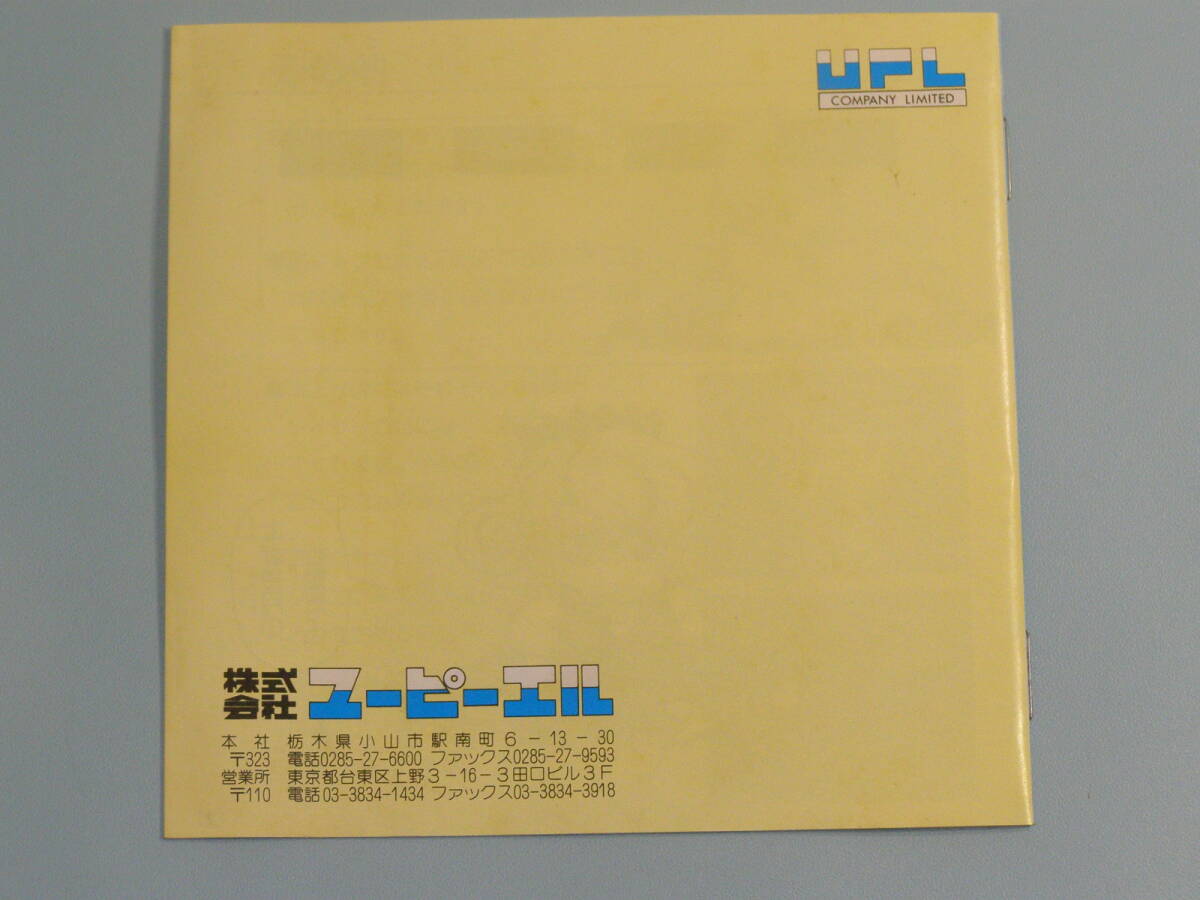 UPL
COMPANY LIMITED
株式会社 ユーピーエル
本社 栃木県小山市駅南町6-13-30
〒323 電話0285-27-6600 ファックス0285-27-9593
営業所 東京都台東区上野3-16-3田口ビル3F
〒110 電話03-3834-1434 ファックス03-3834-3918